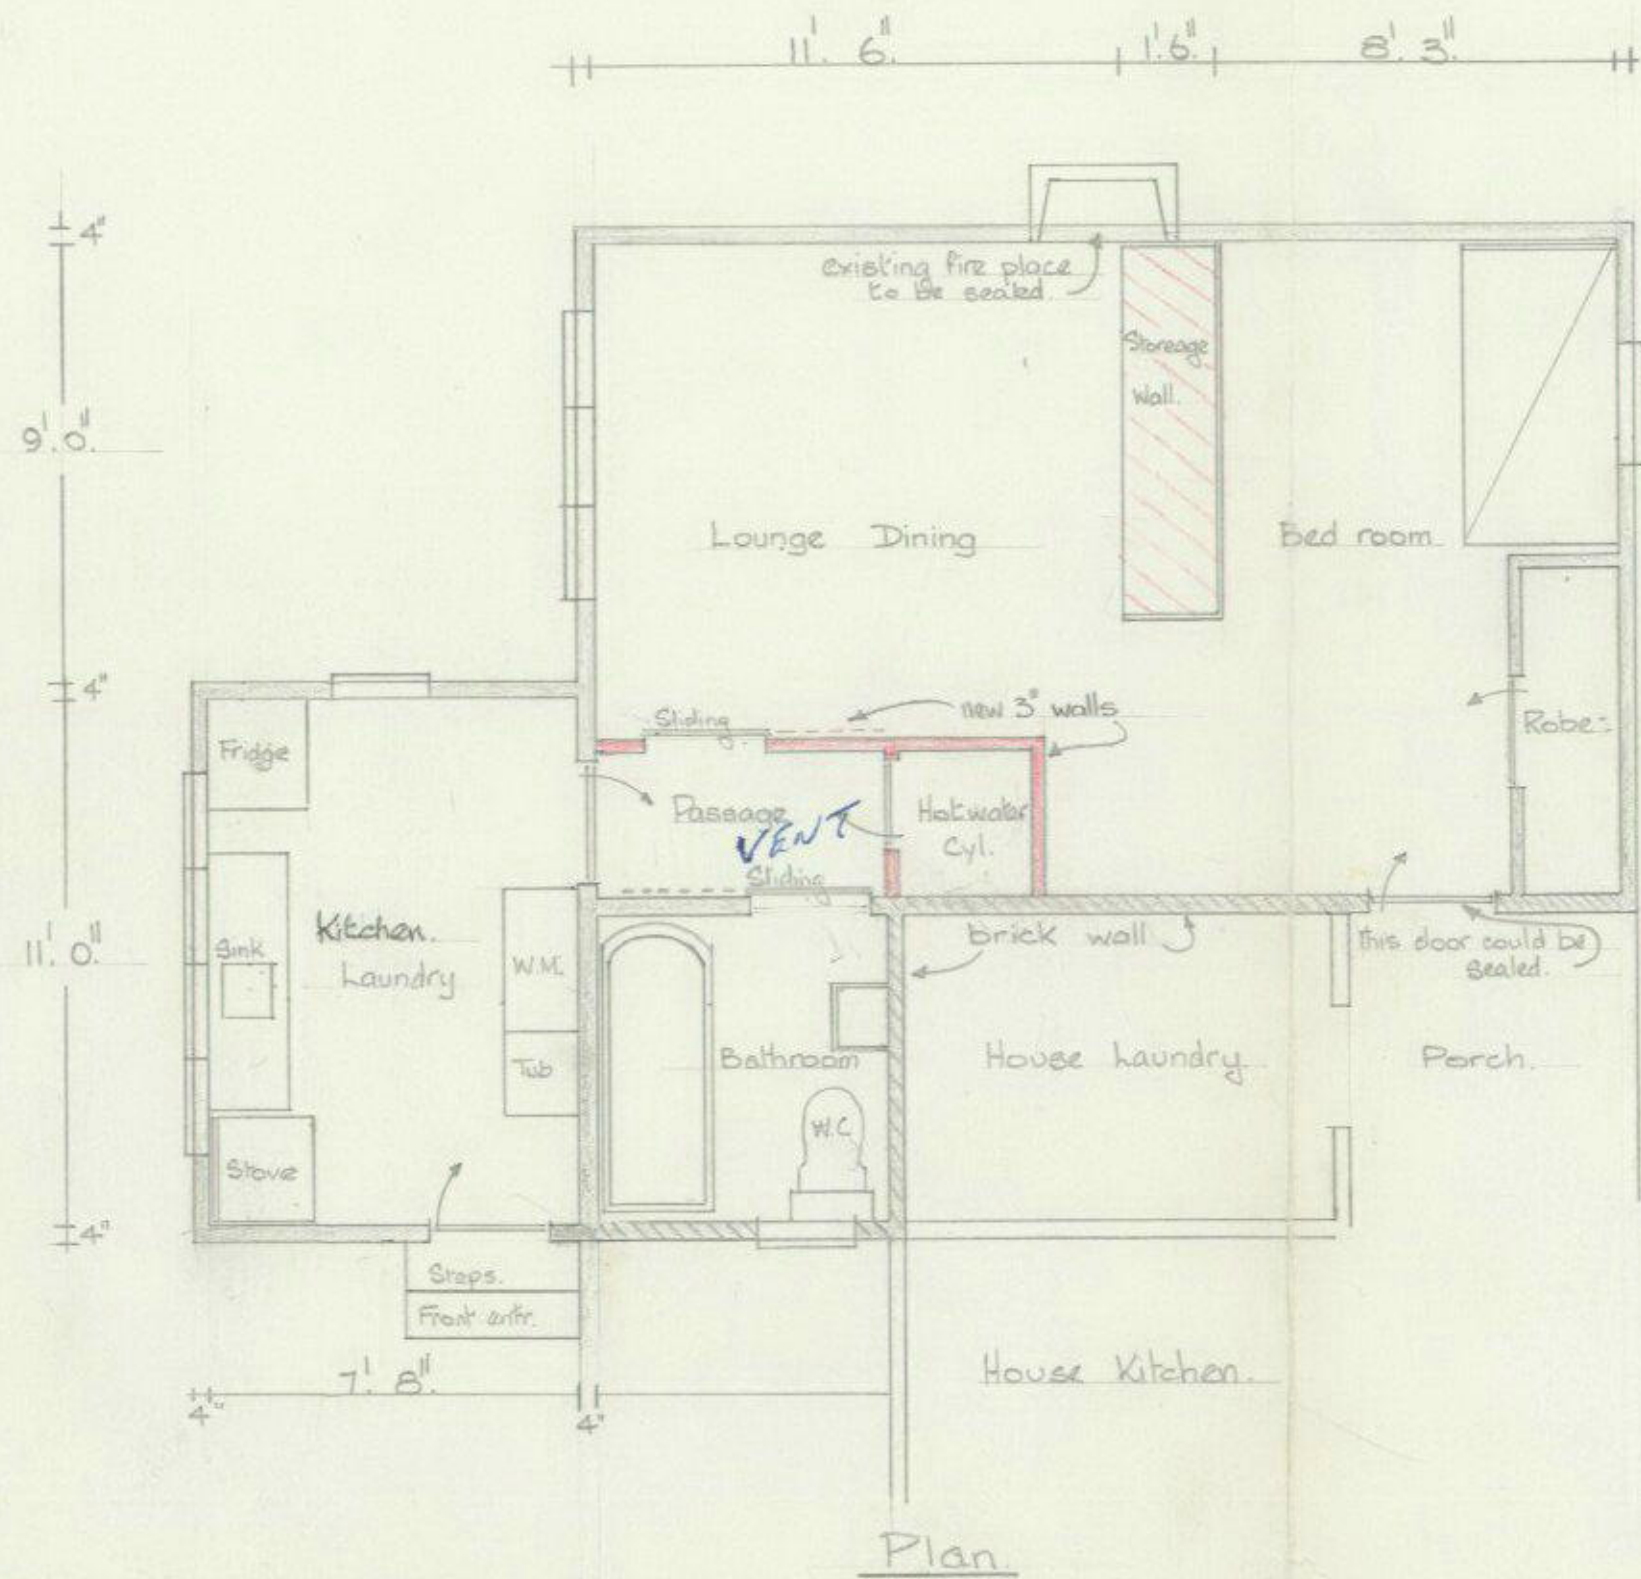 11'. 6".
1'.6".
8'. 3".
4"
existing fire place
to be sealed.
Storeage
Wall.
9'.0".
Lounge Dining
Bed room
4"
Sliding.
new 3" walls
Robe:
Fridge
Passage
VENT
Hotwater
Cyl.
Sliding
Kitchen.
Laundry
Sink
W.M.
brick wall
this door could be
sealed.
11'. 0"
Tub
Bathroom
House Laundry
Porch.
W.C
Stove
4"
Steps.
Front entr.
7'. 8".
4"
4"
House Kitchen.
Plan.